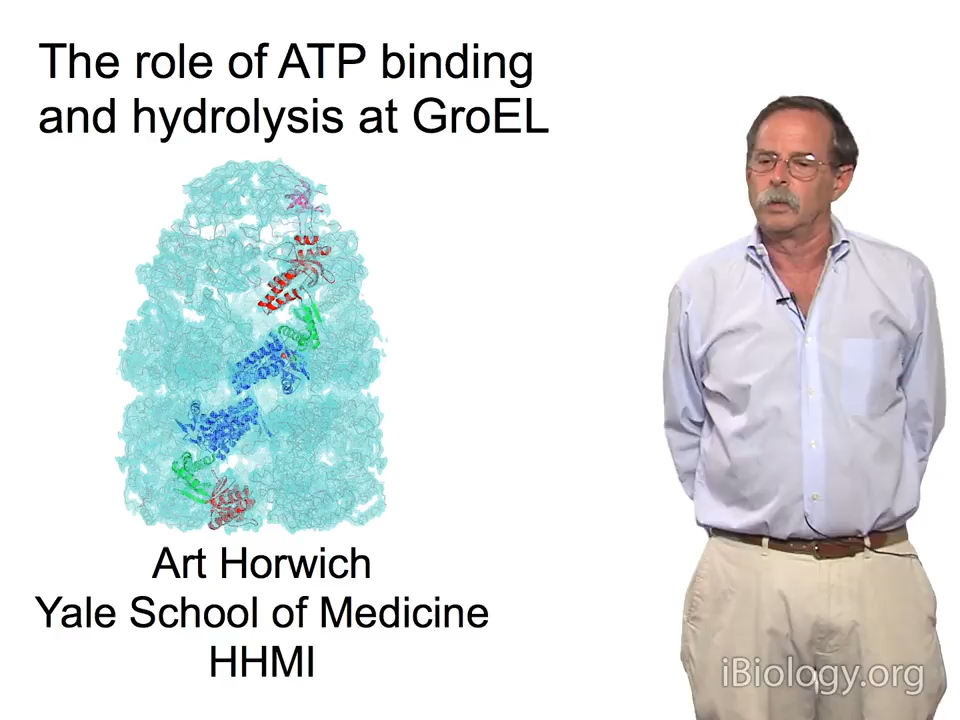 The role of ATP binding
and hydrolysis at GroEL
Art Horwich
Yale School of Medicine
HHMI
iBiology.org